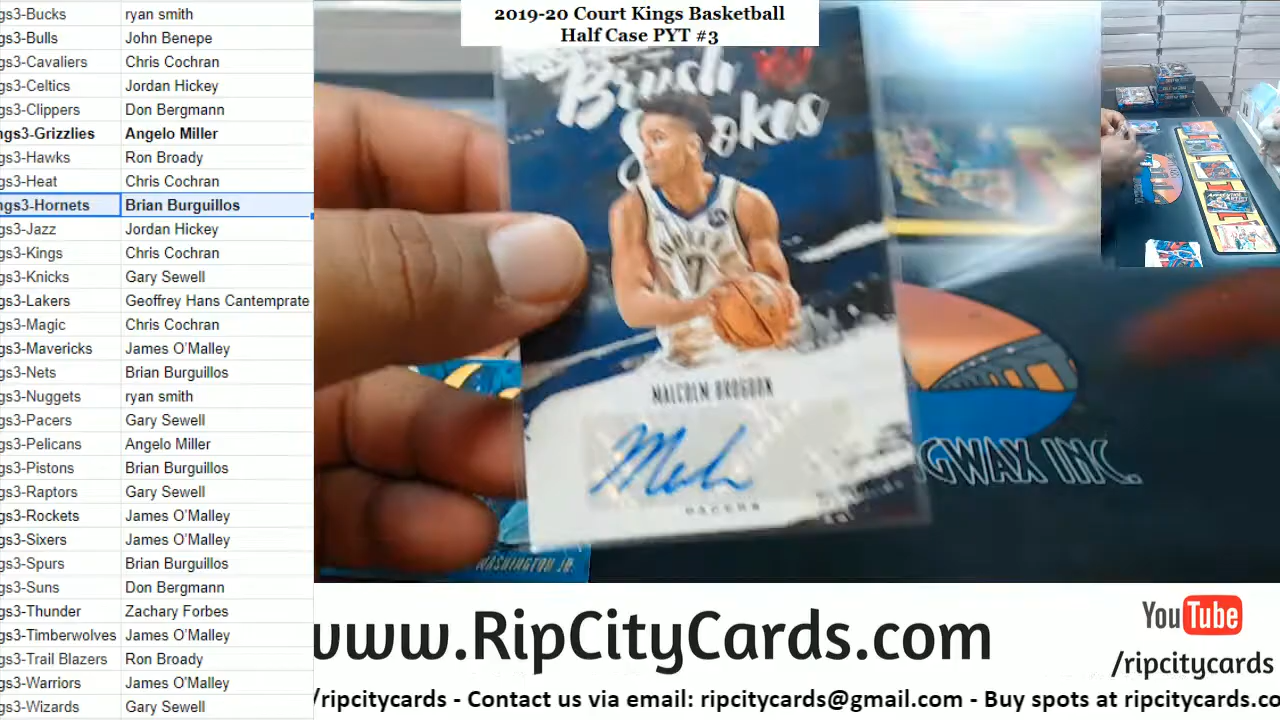 2019-20 Court Kings Basketball
Half Case PYT #3
gs3-Bucks ryan smith
gs3-Bulls John Benepe
gs3-Cavaliers Chris Cochran
gs3-Celtics Jordan Hickey
gs3-Clippers Don Bergmann
ngs3-Grizzlies Angelo Miller
gs3-Hawks Ron Broady
gs3-Heat Chris Cochran
ngs3-Hornets Brian Burguillos
gs3-Jazz Jordan Hickey
gs3-Kings Chris Cochran
gs3-Knicks Gary Sewell
gs3-Lakers Geoffrey Hans Cantemprate
gs3-Magic Chris Cochran
gs3-Mavericks James O'Malley
gs3-Nets Brian Burguillos
gs3-Nuggets ryan smith
gs3-Pacers Gary Sewell
gs3-Pelicans Angelo Miller
gs3-Pistons Brian Burguillos
gs3-Raptors Gary Sewell
gs3-Rockets James O'Malley
gs3-Sixers James O'Malley
gs3-Spurs Brian Burguillos
gs3-Suns Don Bergmann
gs3-Thunder Zachary Forbes
gs3-Timberwolves James O'Malley
gs3-Trail Blazers Ron Broady
gs3-Warriors James O'Malley
gs3-Wizards Gary Sewell
Brush
Strokes
7
MALCOLM BROGDON
PACERS
WASHINGTON JR.
GWAX INC.
www.RipCityCards.com
YouTube
/ripcitycards
/ripcitycards - Contact us via email: ripcitycards@gmail.com - Buy spots at ripcitycards.co